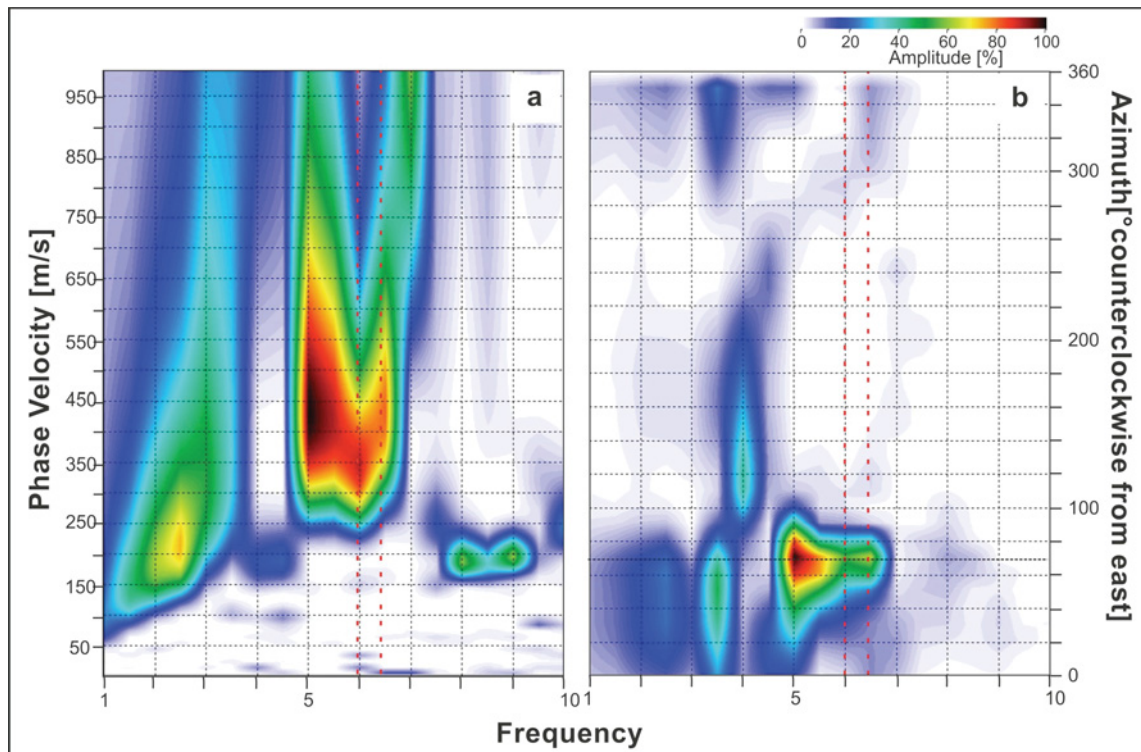 0 20 40 60 80 100
Amplitude [%]
a
b
Phase Velocity [m/s]
950
850
750
650
550
450
350
250
150
50
1 5 10
1 5 10
360
300
200
100
0
Azimuth[°counterclockwise from east]
Frequency